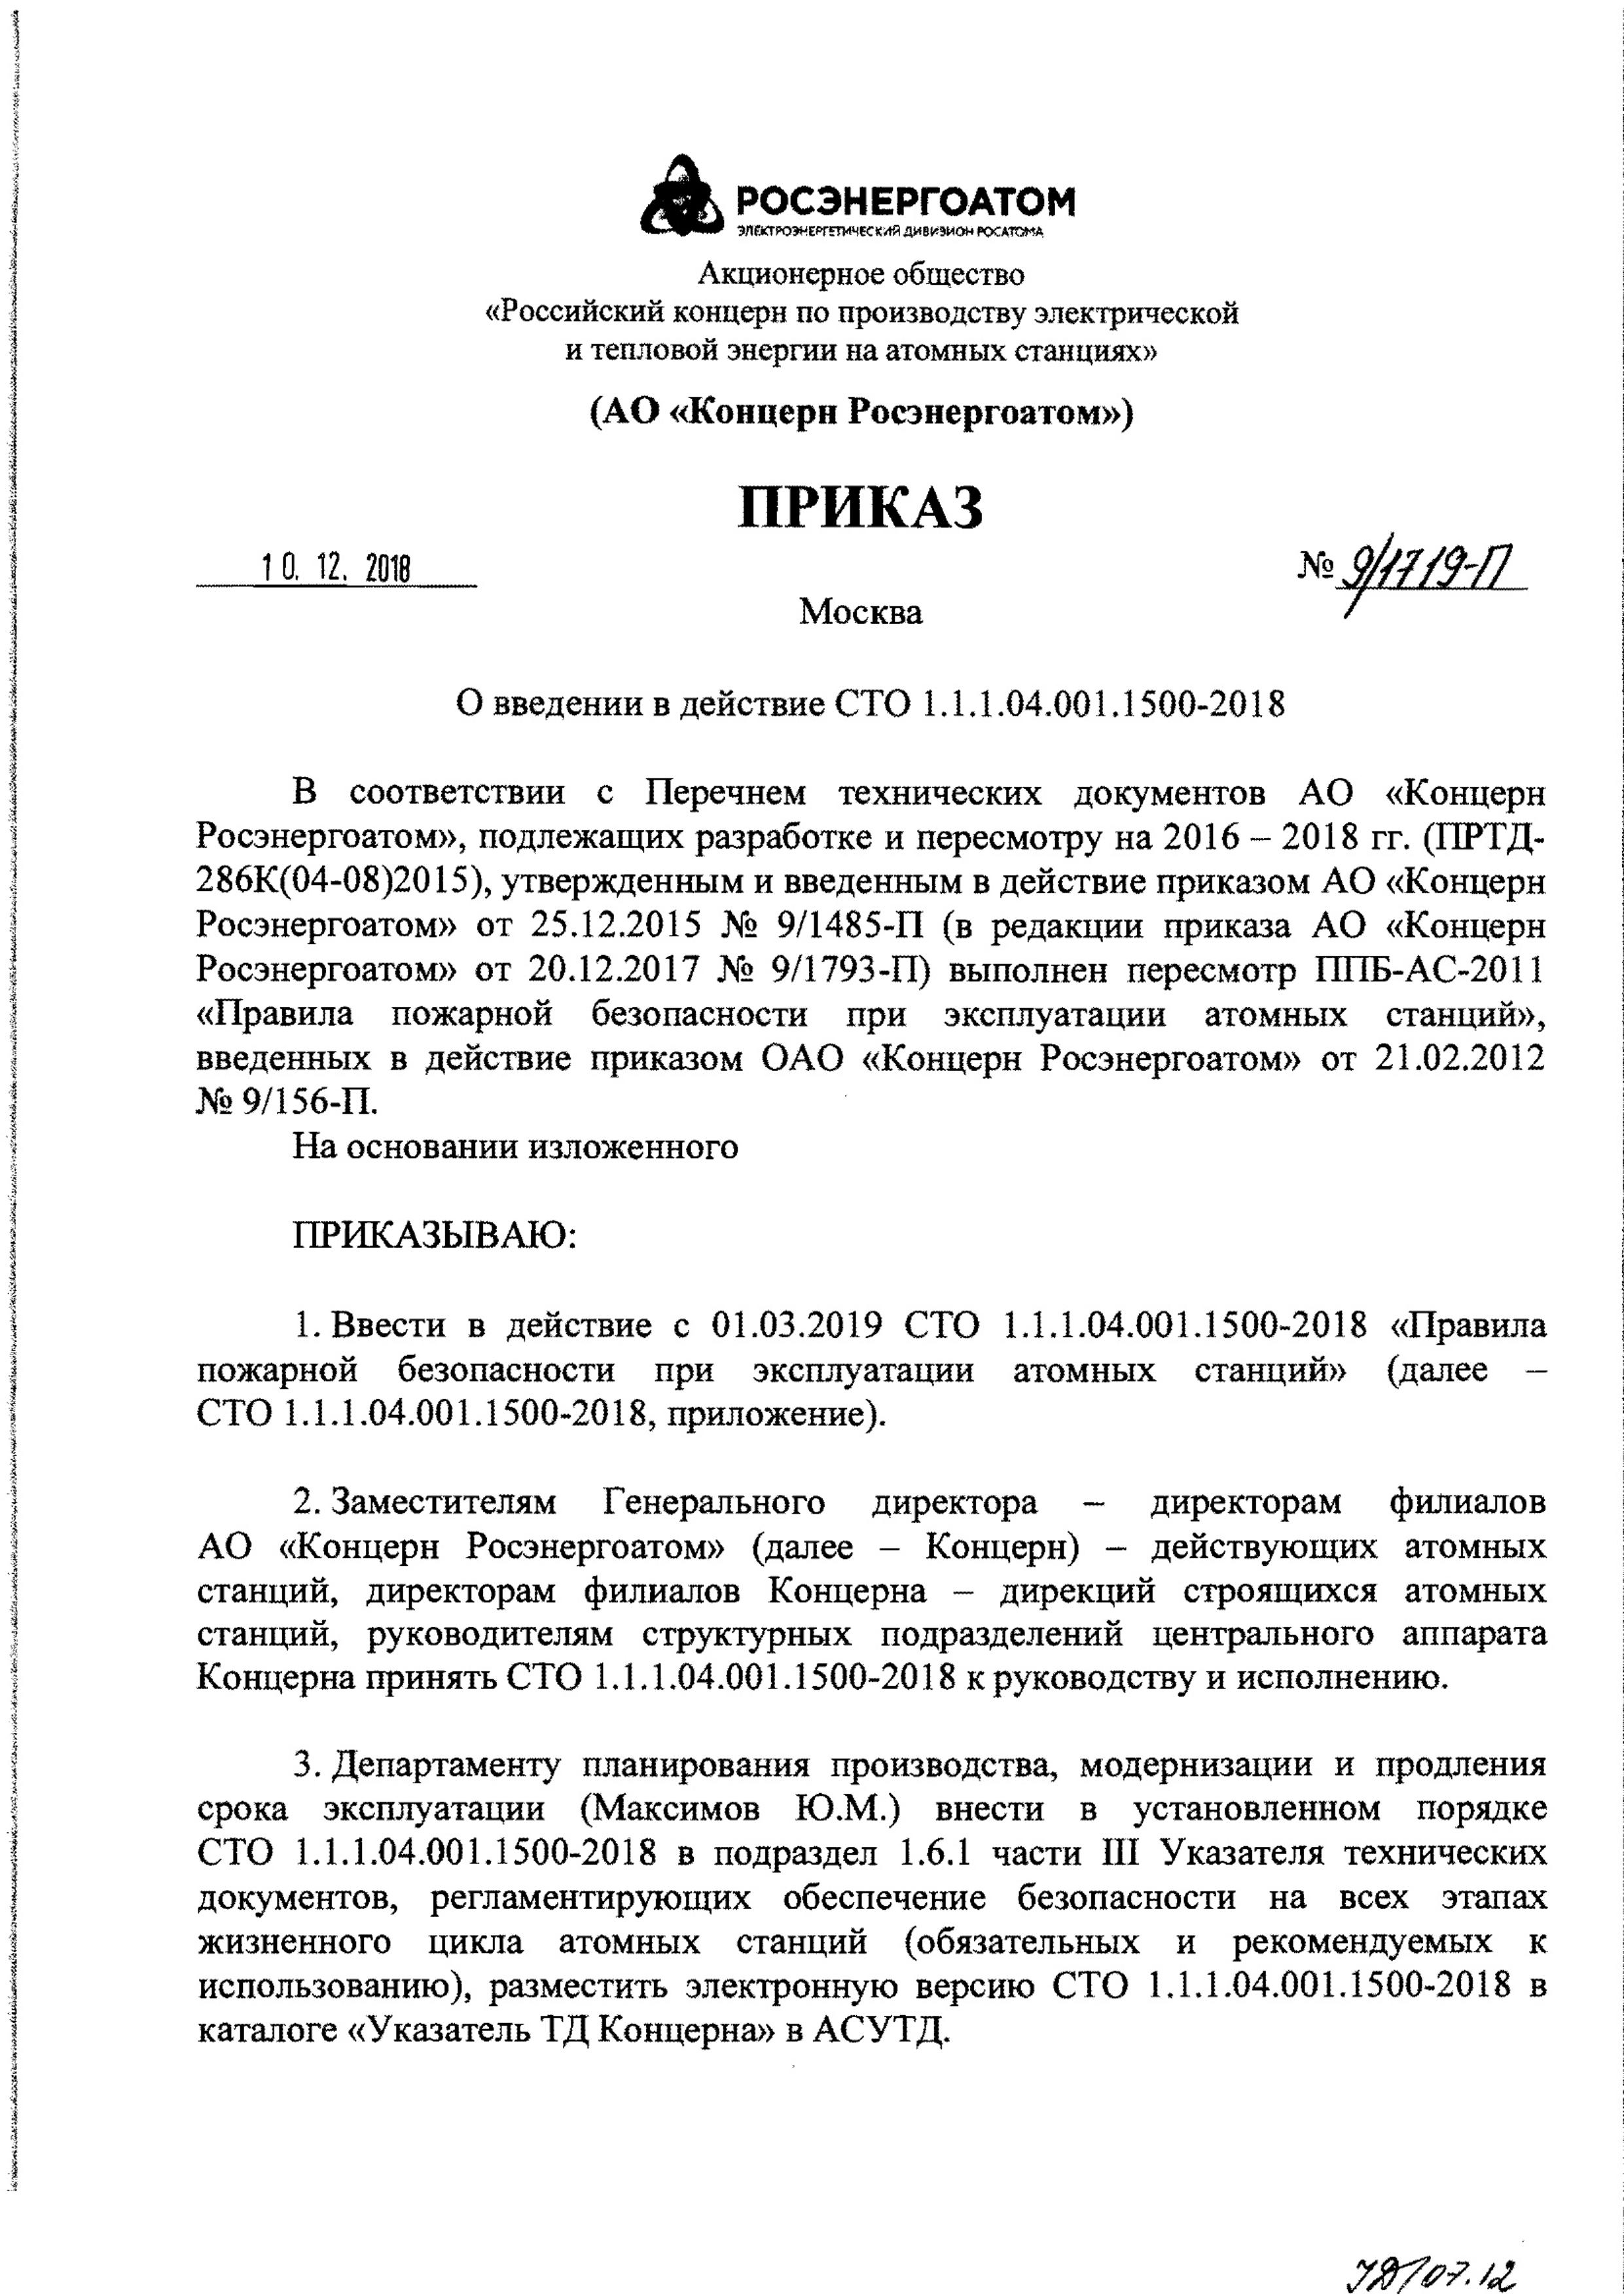 РОСЭНЕРГОАТОМ
ЭЛЕКТРОЭНЕРГЕТИЧЕСКИЙ ДИВИЗИОН РОСАТОМА
Акционерное общество
«Российский концерн по производству электрической
и тепловой энергии на атомных станциях»
(АО «Концерн Росэнергоатом»)
ПРИКАЗ
10. 12. 2018
№ 9/1719-П
Москва
О введении в действие СТО 1.1.1.04.001.1500-2018
В соответствии с Перечнем технических документов АО «Концерн
Росэнергоатом», подлежащих разработке и пересмотру на 2016 – 2018 гг. (ПРТД-
286К(04-08)2015), утвержденным и введенным в действие приказом АО «Концерн
Росэнергоатом» от 25.12.2015 № 9/1485-П (в редакции приказа АО «Концерн
Росэнергоатом» от 20.12.2017 № 9/1793-П) выполнен пересмотр ППБ-АС-2011
«Правила пожарной безопасности при эксплуатации атомных станций»,
введенных в действие приказом ОАО «Концерн Росэнергоатом» от 21.02.2012
№ 9/156-П.
На основании изложенного
ПРИКАЗЫВАЮ:
1. Ввести в действие с 01.03.2019 СТО 1.1.1.04.001.1500-2018 «Правила
пожарной безопасности при эксплуатации атомных станций» (далее –
СТО 1.1.1.04.001.1500-2018, приложение).
2. Заместителям Генерального директора – директорам филиалов
АО «Концерн Росэнергоатом» (далее – Концерн) – действующих атомных
станций, директорам филиалов Концерна – дирекций строящихся атомных
станций, руководителям структурных подразделений центрального аппарата
Концерна принять СТО 1.1.1.04.001.1500-2018 к руководству и исполнению.
3. Департаменту планирования производства, модернизации и продления
срока эксплуатации (Максимов Ю.М.) внести в установленном порядке
СТО 1.1.1.04.001.1500-2018 в подраздел 1.6.1 части III Указателя технических
документов, регламентирующих обеспечение безопасности на всех этапах
жизненного цикла атомных станций (обязательных и рекомендуемых к
использованию), разместить электронную версию СТО 1.1.1.04.001.1500-2018 в
каталоге «Указатель ТД Концерна» в АСУТД.
07.12